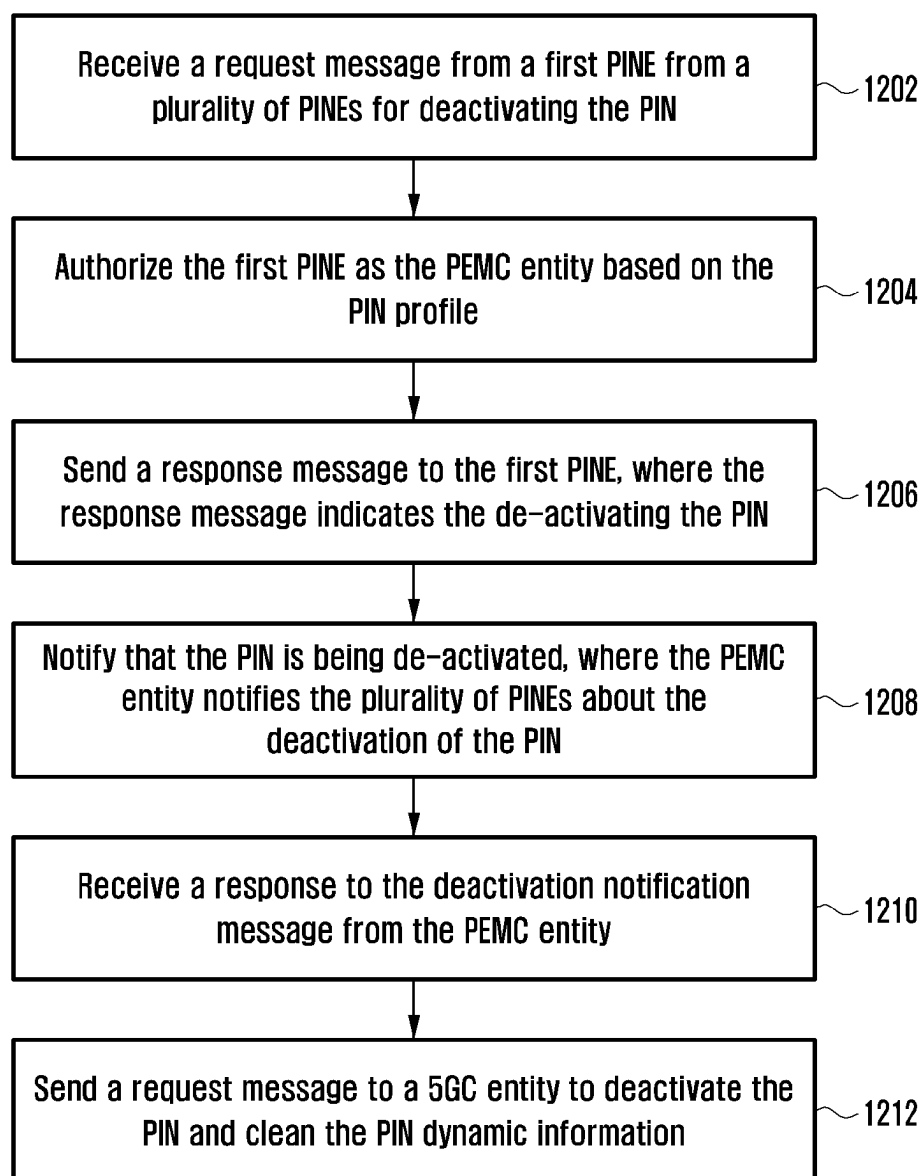 Receive a request message from a first PINE from a
plurality of PINEs for deactivating the PIN
1202
Authorize the first PINE as the PEMC entity based on the
PIN profile
1204
Send a response message to the first PINE, where the
response message indicates the de-activating the PIN
1206
Notify that the PIN is being de-activated, where the PEMC
entity notifies the plurality of PINEs about the
deactivation of the PIN
1208
Receive a response to the deactivation notification
message from the PEMC entity
1210
Send a request message to a 5GC entity to deactivate the
PIN and clean the PIN dynamic information
1212